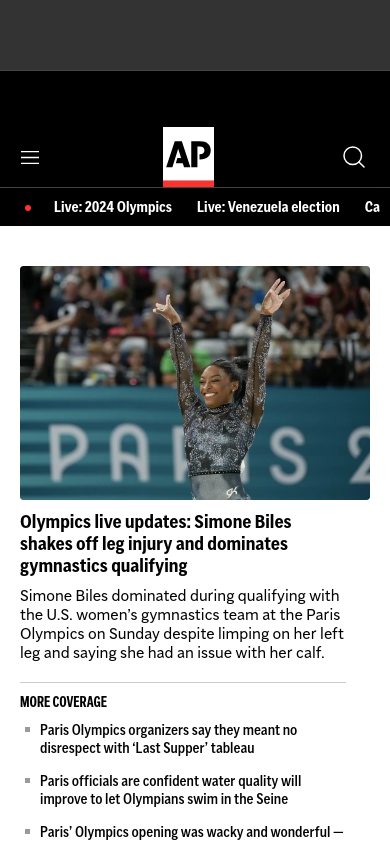 AP
Live: 2024 Olympics Live: Venezuela election Ca
PARIS 2
Olympics live updates: Simone Biles
shakes off leg injury and dominates
gymnastics qualifying
Simone Biles dominated during qualifying with
the U.S. women’s gymnastics team at the Paris
Olympics on Sunday despite limping on her left
leg and saying she had an issue with her calf.
MORE COVERAGE
Paris Olympics organizers say they meant no
disrespect with ‘Last Supper’ tableau
Paris officials are confident water quality will
improve to let Olympians swim in the Seine
Paris’ Olympics opening was wacky and wonderful —